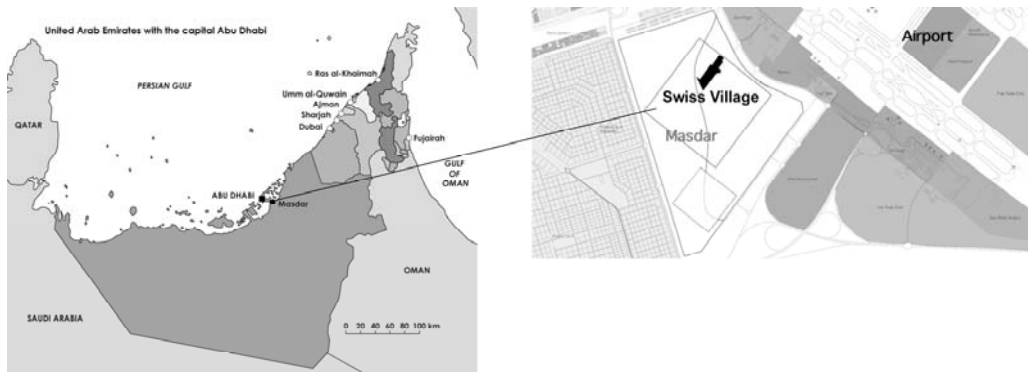 United Arab Emirates with the capital Abu Dhabi
PERSIAN GULF
Ras al-Khaimah
Umm al-Quwain
Ajman
Sharjah
Dubai
QATAR
Fujairah
GULF
OF
OMAN
ABU DHABI
Masdar
OMAN
SAUDI ARABIA
0 20 40 60 80 100 km
Airport
Swiss Village
Masdar